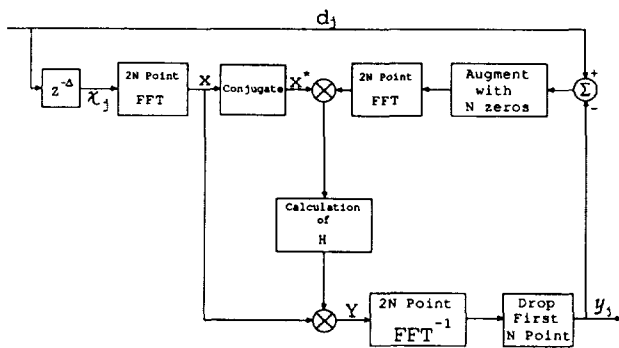 d_j
z^{-Δ}
χ_j
2N Point
FFT
X
Conjugate
X^*
2N Point
FFT
Augment
with
N zeros
+
Σ
-
Calculation
of
H
Y
2N Point
FFT^{-1}
Drop
First
N Point
y_j